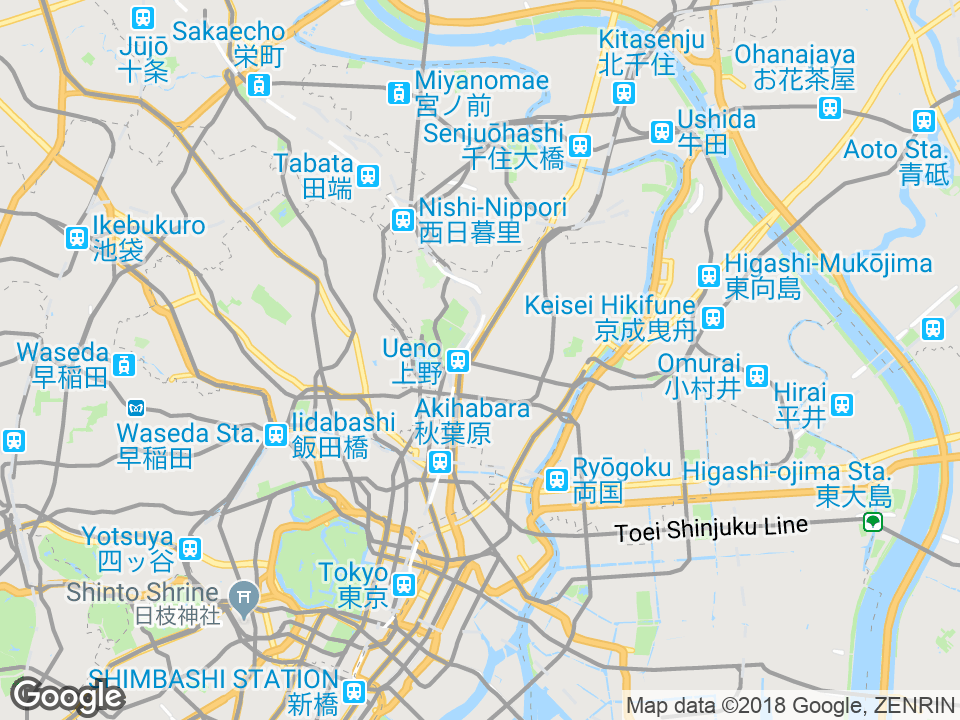 Jūjō
十条
Sakaecho
栄町
Miyanomae
宮ノ前
Kitasenju
北千住
Ohanajaya
お花茶屋
Senjuōhashi
千住大橋
Ushida
牛田
Aoto Sta.
青砥
Tabata
田端
Nishi-Nippori
西日暮里
Ikebukuro
池袋
Higashi-Mukōjima
東向島
Keisei Hikifune
京成曳舟
Waseda
早稲田
Ueno
上野
Omurai
小村井
Hirai
平井
Waseda Sta.
早稲田
Iidabashi
飯田橋
Akihabara
秋葉原
Ryōgoku
両国
Higashi-ojima Sta.
東大島
Toei Shinjuku Line
Yotsuya
四ッ谷
Tokyo
東京
Shinto Shrine
日枝神社
SHIMBASHI STATION
新橋
Google
Map data ©2018 Google, ZENRIN